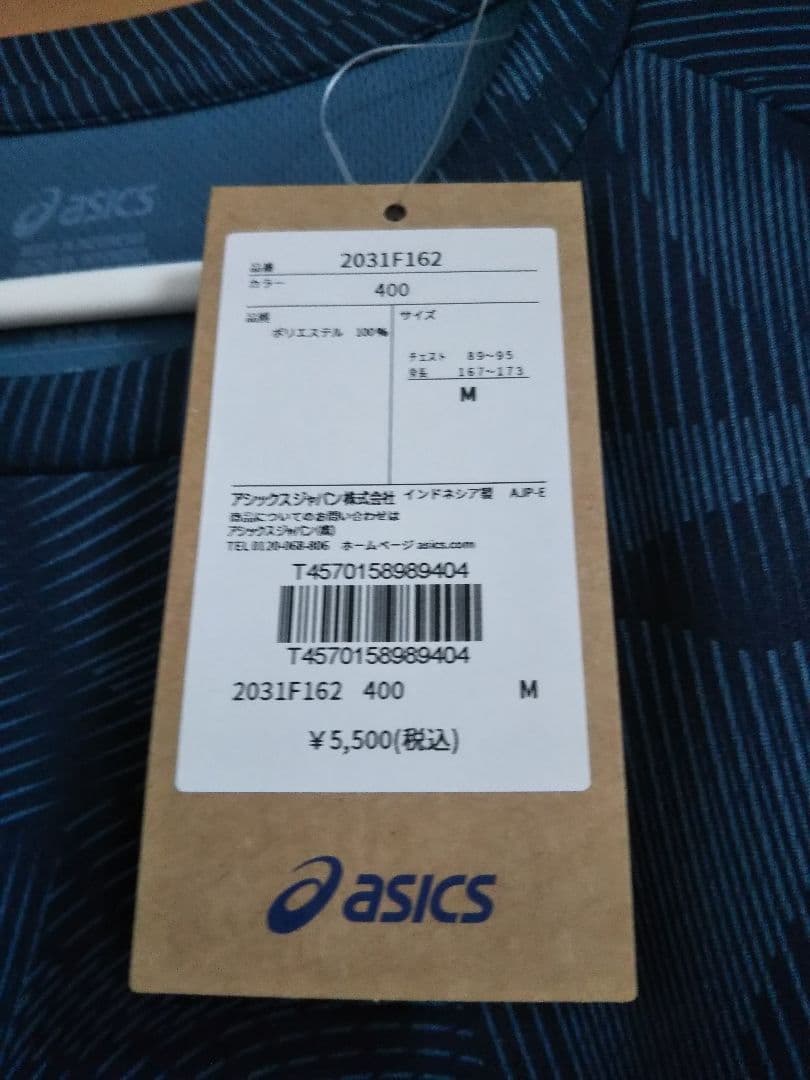 asics
品番 2031F162
カラー 400
品質
ポリエステル 100%
サイズ
チェスト 89~95
身長 167~173
M
アシックスジャパン株式会社 インドネシア製 AJP-E
商品についてのお問い合わせは
アシックスジャパン(株)
TEL 0120-068-806 ホームページ asics.com
T4570158989404
T4570158989404
2031F162 400 M
¥5,500(税込)
asics